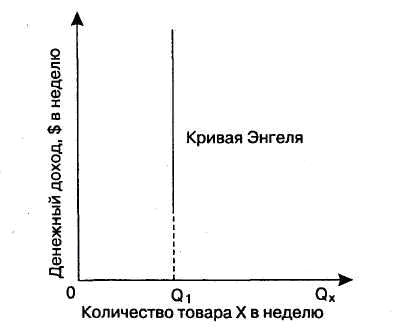 Денежный доход, $ в неделю
Кривая Энгеля
0
Q1
Qx
Количество товара X в неделю